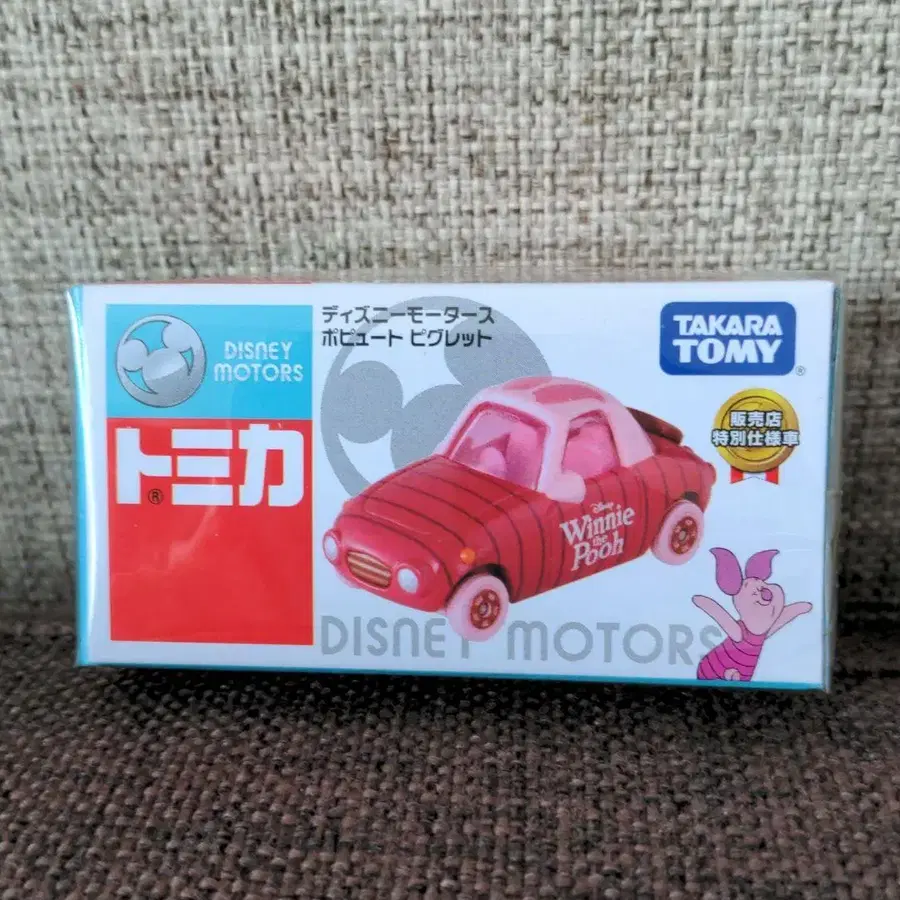 ディズニーモータース
ポピュート ピグレット
DISNEY
MOTORS
トミカ
®
TAKARA
TOMY
®
販売店
特別仕様車
Disney
Winnie
the
Pooh
DISNEY MOTORS